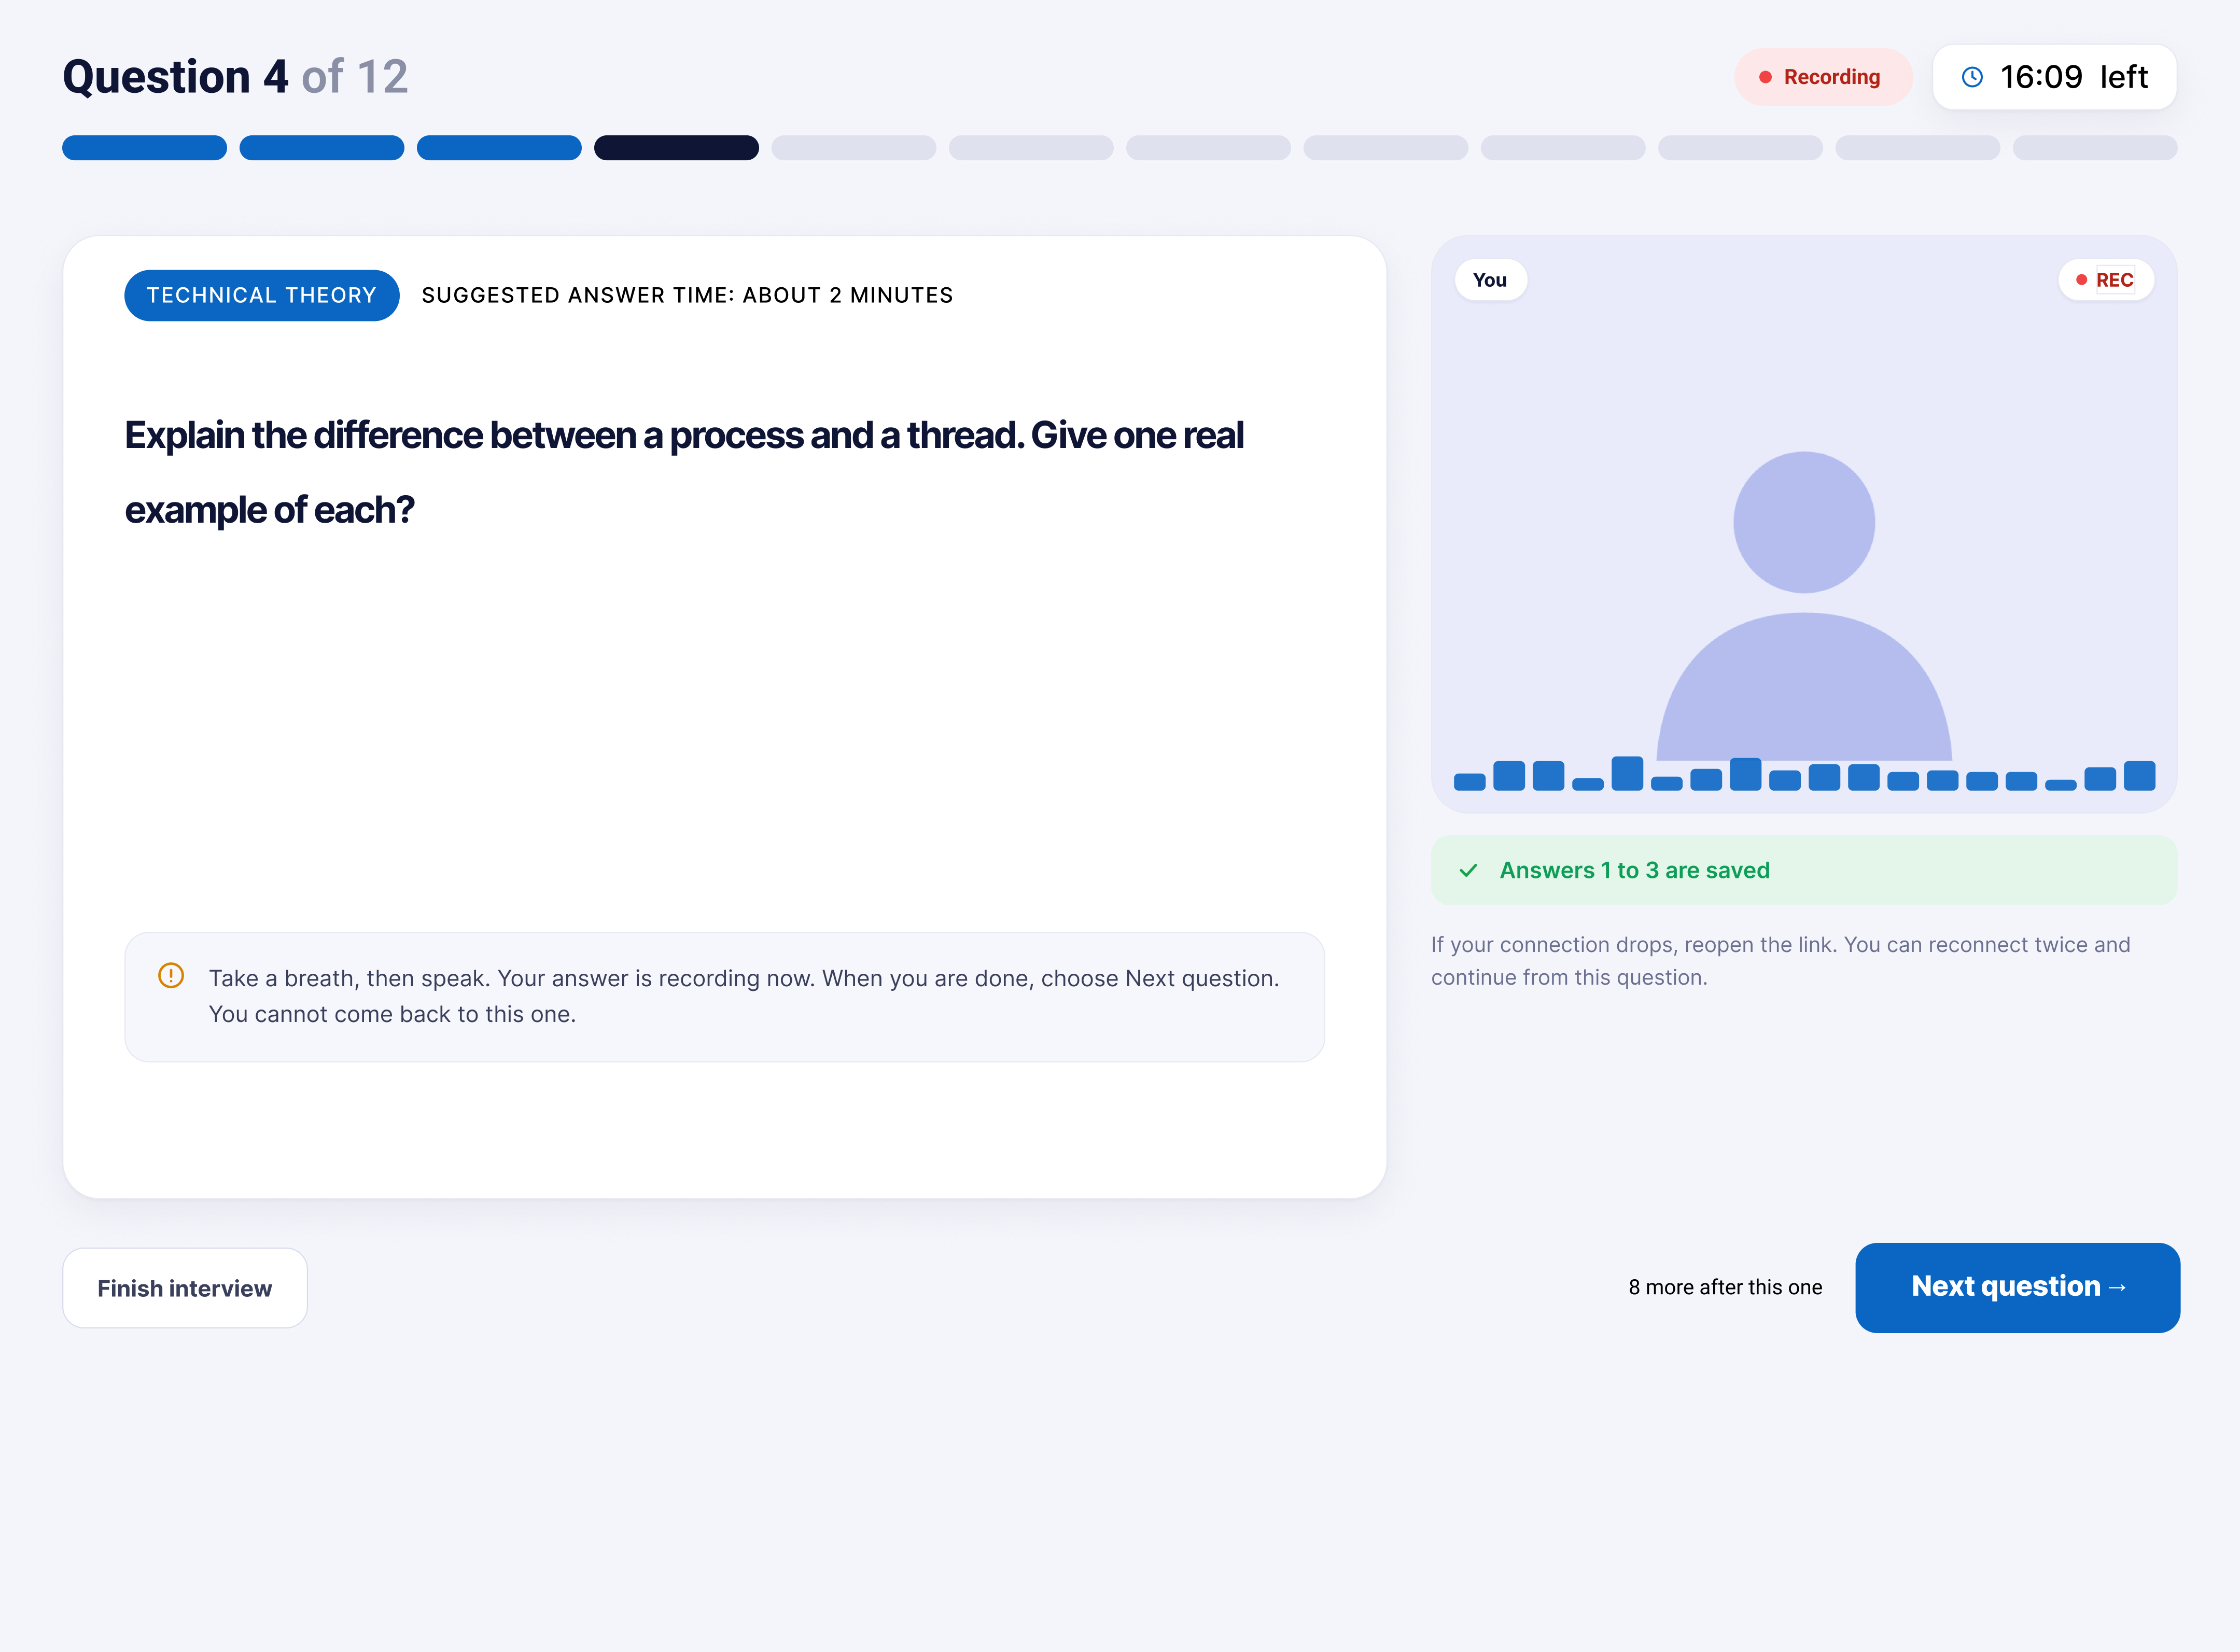 Question 4 of 12
Recording
16:09 left
TECHNICAL THEORY
SUGGESTED ANSWER TIME: ABOUT 2 MINUTES
You
REC
Explain the difference between a process and a thread. Give one real
example of each?
Take a breath, then speak. Your answer is recording now. When you are done, choose Next question.
You cannot come back to this one.
Answers 1 to 3 are saved
If your connection drops, reopen the link. You can reconnect twice and
continue from this question.
Finish interview
8 more after this one
Next question →